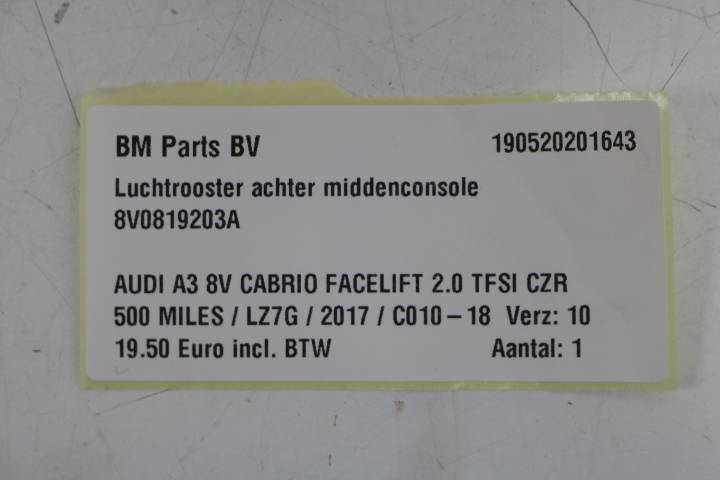 BM Parts BV 190520201643
Luchtrooster achter middenconsole
8V0819203A
AUDI A3 8V CABRIO FACELIFT 2.0 TFSI CZR
500 MILES / LZ7G / 2017 / C010 – 18 Verz: 10
19.50 Euro incl. BTW Aantal: 1